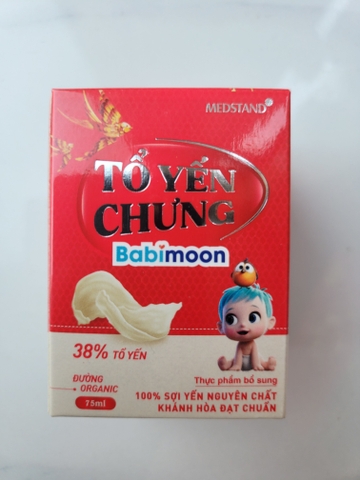 MEDSTAND
TỔ YẾN
CHƯNG
Babimoon
38% TỔ YẾN
ĐƯỜNG
ORGANIC
75ml
Thực phẩm bổ sung
100% SỢI YẾN NGUYÊN CHẤT
KHÁNH HÒA ĐẠT CHUẨN